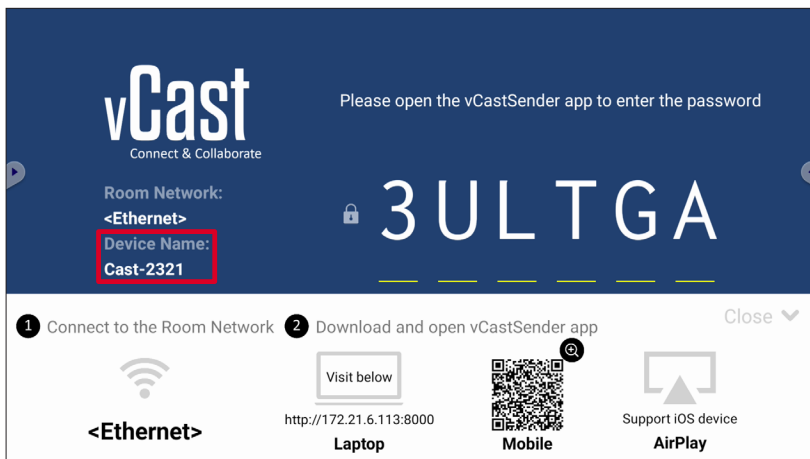 vCast
Connect & Collaborate
Please open the vCastSender app to enter the password
Room Network:
<Ethernet>
Device Name:
Cast-2321
3ULTGA
Close
1 Connect to the Room Network
2 Download and open vCastSender app
<Ethernet>
Visit below
http://172.21.6.113:8000
Laptop
Mobile
Support iOS device
AirPlay